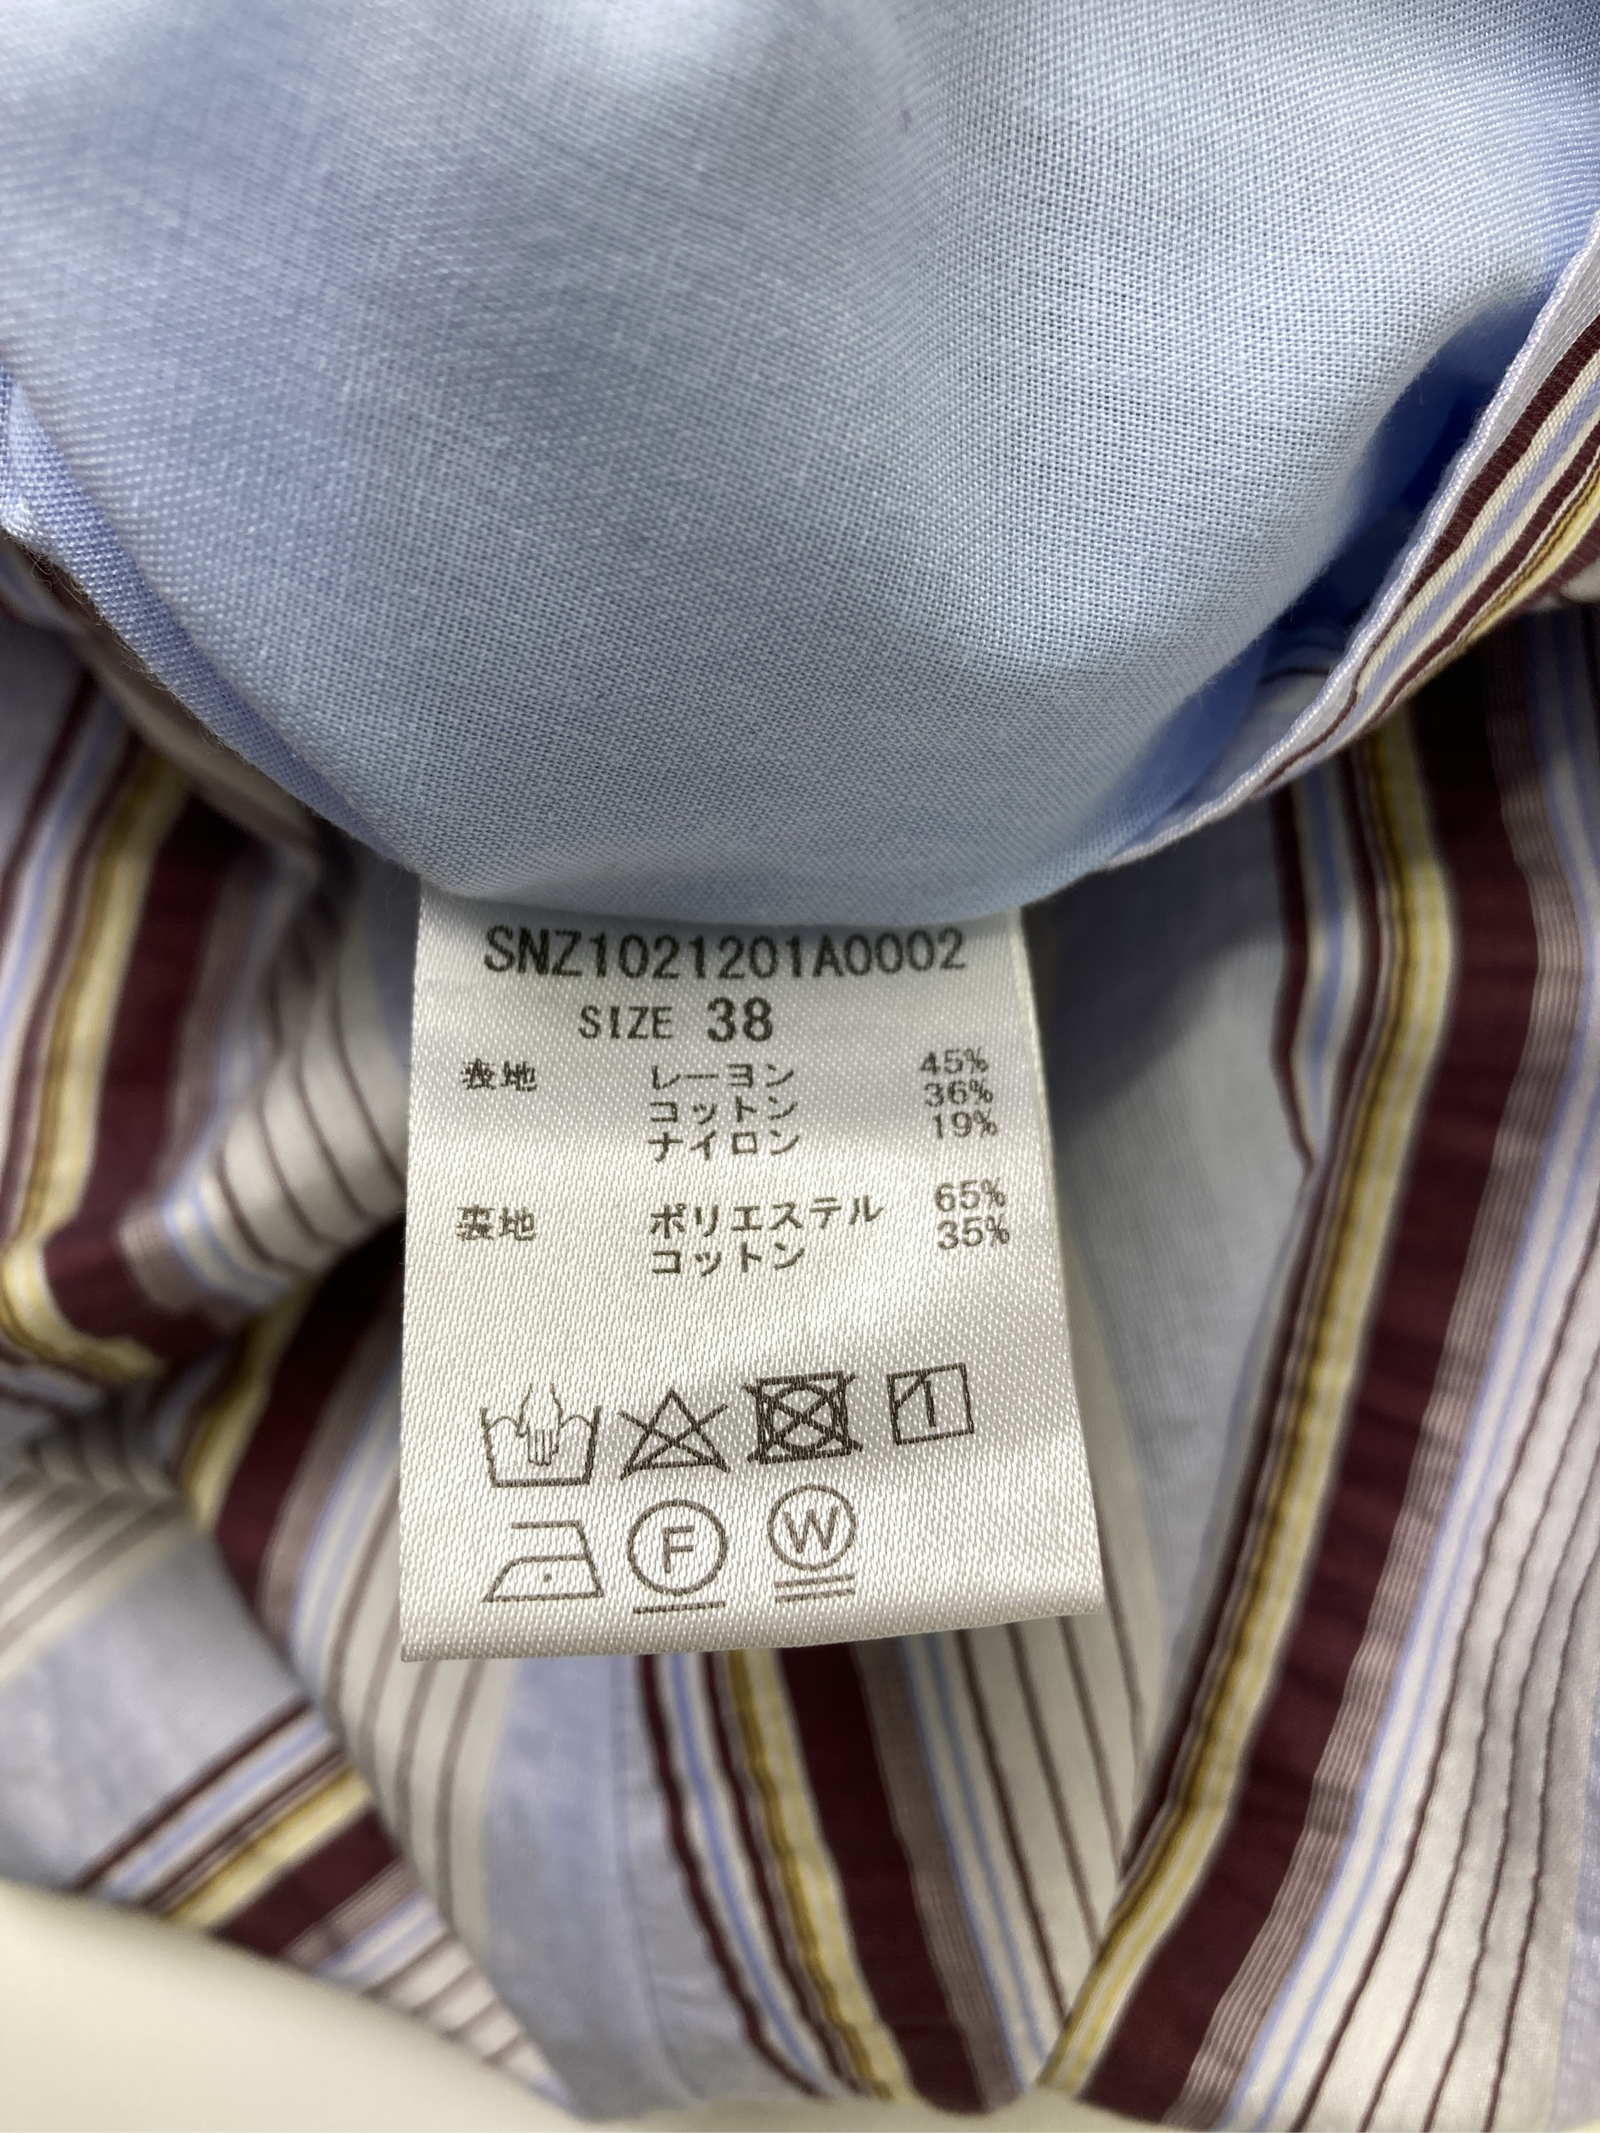 SNZ1021201A0002
SIZE 38
表地 レーヨン 45%
コットン 36%
ナイロン 19%
裏地 ポリエステル 65%
コットン 35%
1
F W